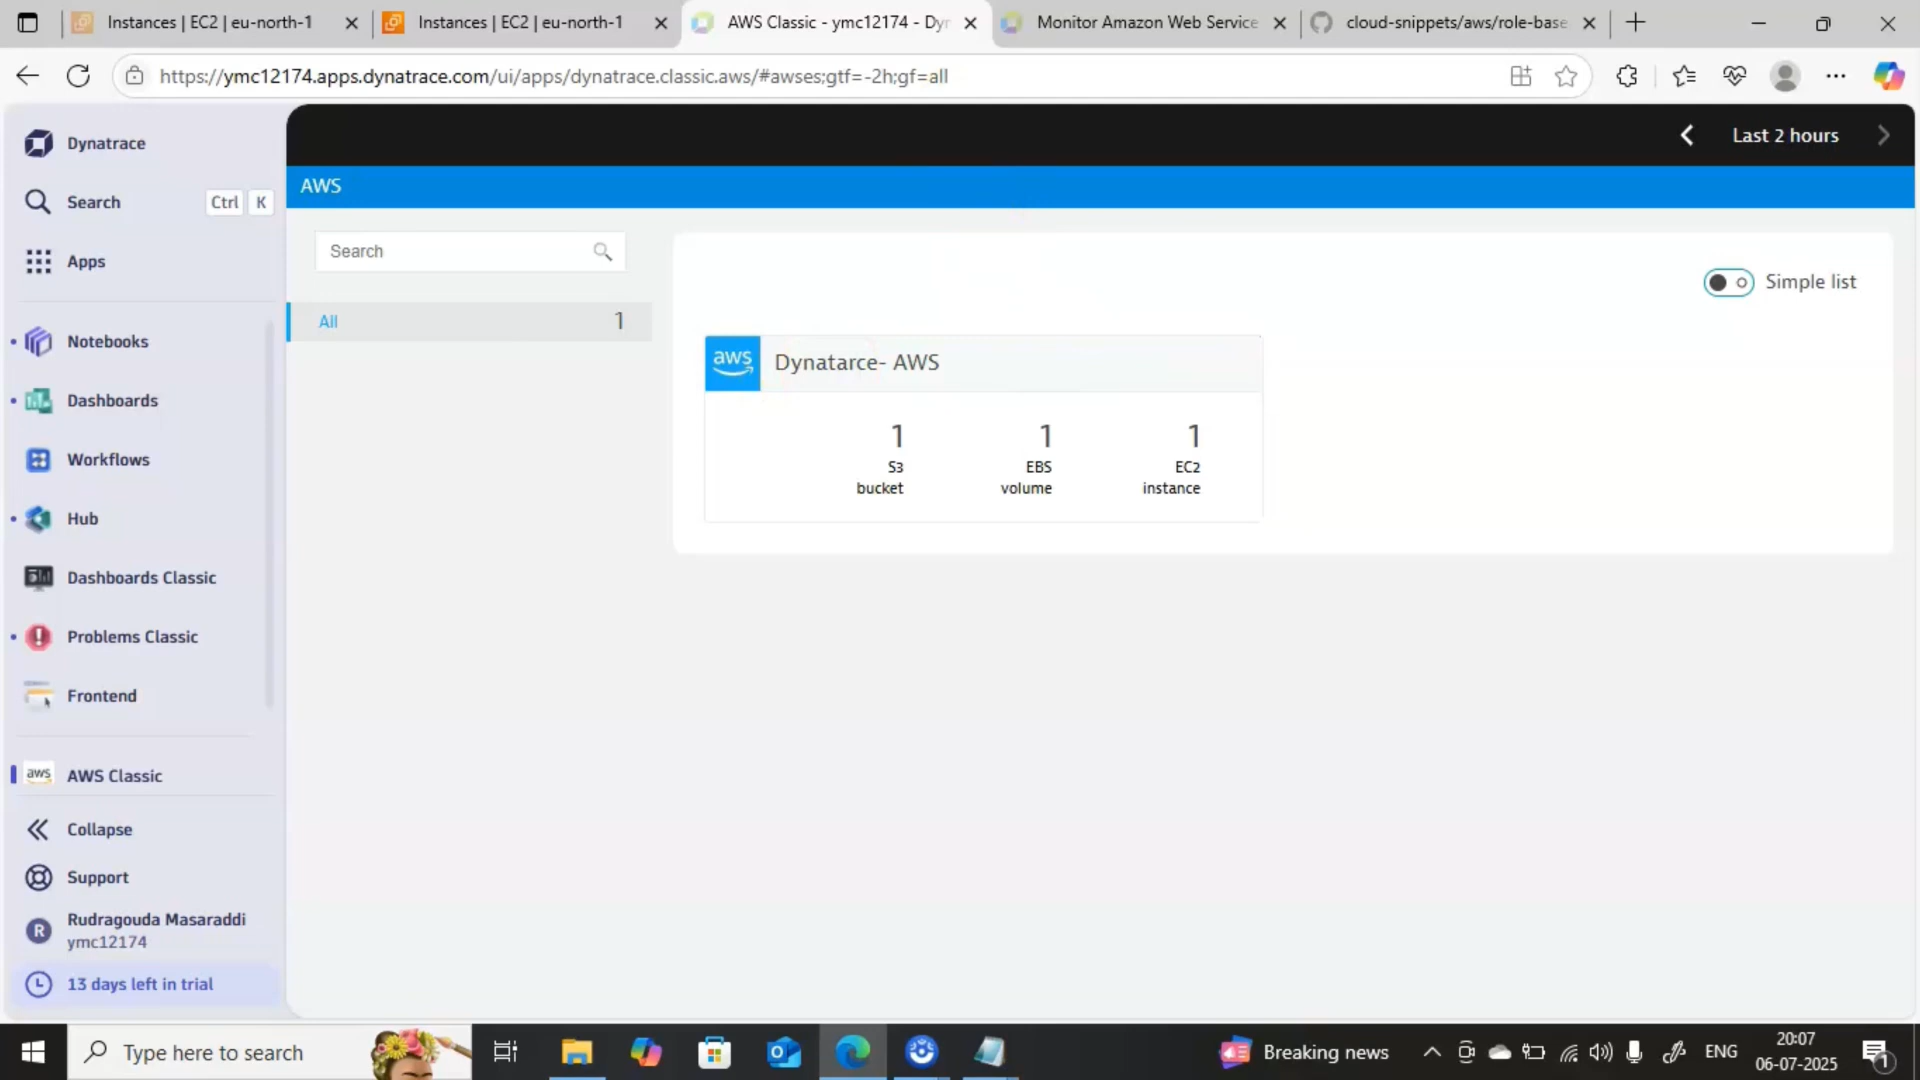 Instances | EC2 | eu-north-1
Instances | EC2 | eu-north-1
AWS Classic - ymc12174 - Dyn
Monitor Amazon Web Service
cloud-snippets/aws/role-base
https://ymc12174.apps.dynatrace.com/ui/apps/dynatrace.classic.aws/#awses;gtf=-2h;gf=all
Dynatrace
Search Ctrl K
Apps
Notebooks
Dashboards
Workflows
Hub
Dashboards Classic
Problems Classic
Frontend
aws AWS Classic
Collapse
Support
R Rudragouda Masaraddi
ymc12174
13 days left in trial
Last 2 hours
AWS
Search
All 1
Simple list
aws Dynatarce- AWS
1 1 1
S3 EBS EC2
bucket volume instance
Type here to search
Breaking news
ENG
20:07
06-07-2025
1